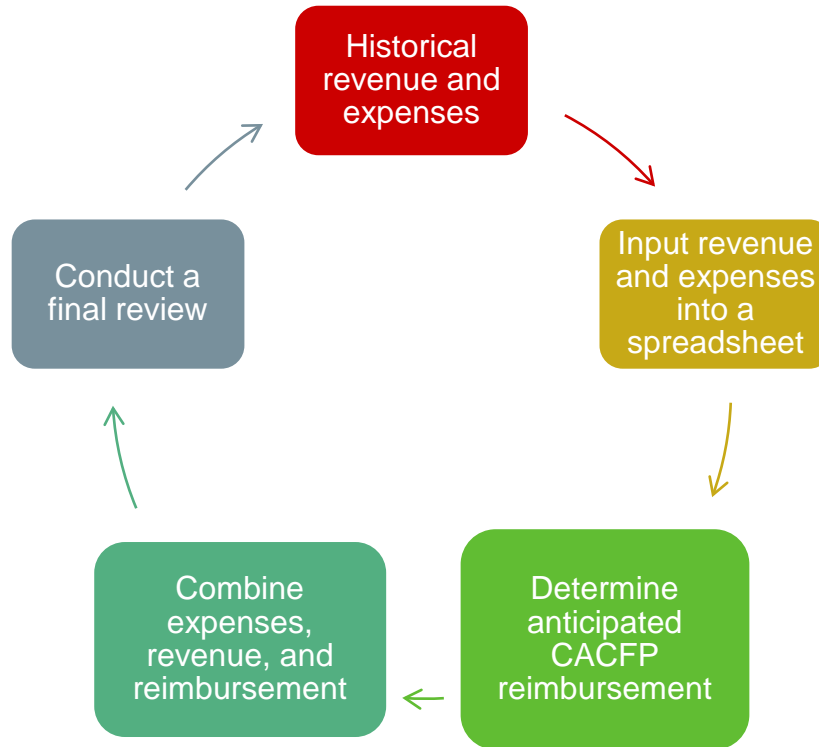 Historical
revenue and
expenses
Input revenue
and expenses
into a
spreadsheet
Determine
anticipated
CACFP
reimbursement
Combine
expenses,
revenue, and
reimbursement
Conduct a
final review